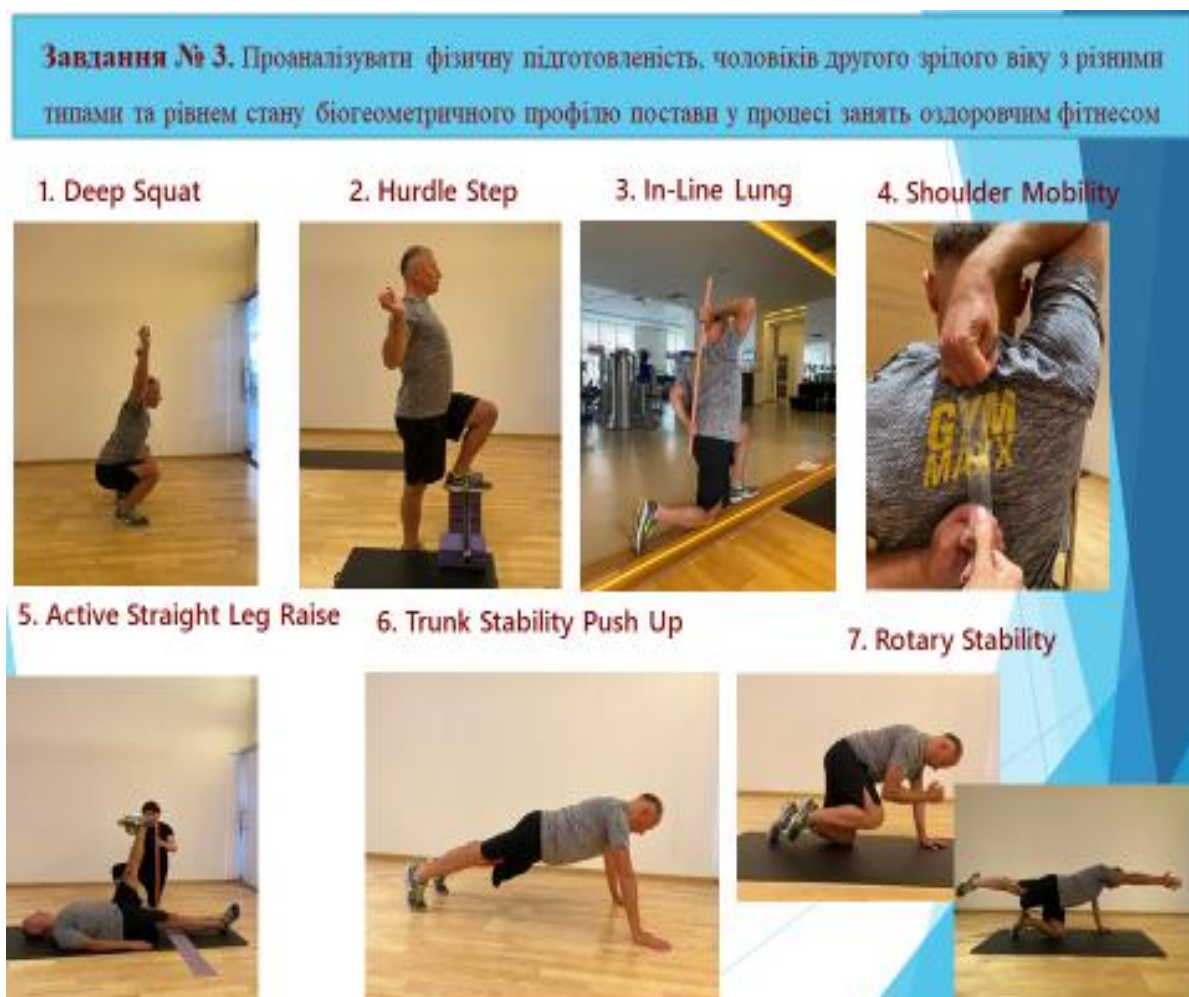 Завдання № 3. Проаналізувати фізичну підготовленість, чоловіків другого зрілого віку з різними
типами та рівнем стану біогеометричного профілю постави у процесі занять оздоровчим фітнесом
1. Deep Squat
2. Hurdle Step
3. In-Line Lung
4. Shoulder Mobility
GYM
MAXX
5. Active Straight Leg Raise
6. Trunk Stability Push Up
7. Rotary Stability